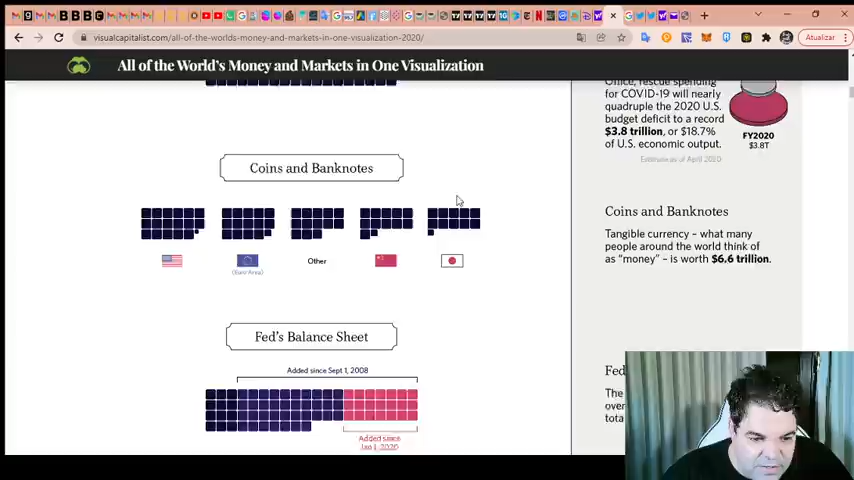 Atualizar
visualcapitalist.com/all-of-the-worlds-money-and-markets-in-one-visualization-2020/
All of the World's Money and Markets in One Visualization
Office, rescue spending
for COVID-19 will nearly
quadruple the 2020 U.S.
budget deficit to a record
$3.8 trillion, or $18.7%
of U.S. economic output.
Estimate as of April 2020
FY2020
$3.8T
Coins and Banknotes
(Euro Area)
Other
Coins and Banknotes
Tangible currency – what many
people around the world think of
as "money" – is worth $6.6 trillion.
Fed's Balance Sheet
Added since Sept 1, 2008
Added since
Jan 1, 2020
Fed
The
over
tota